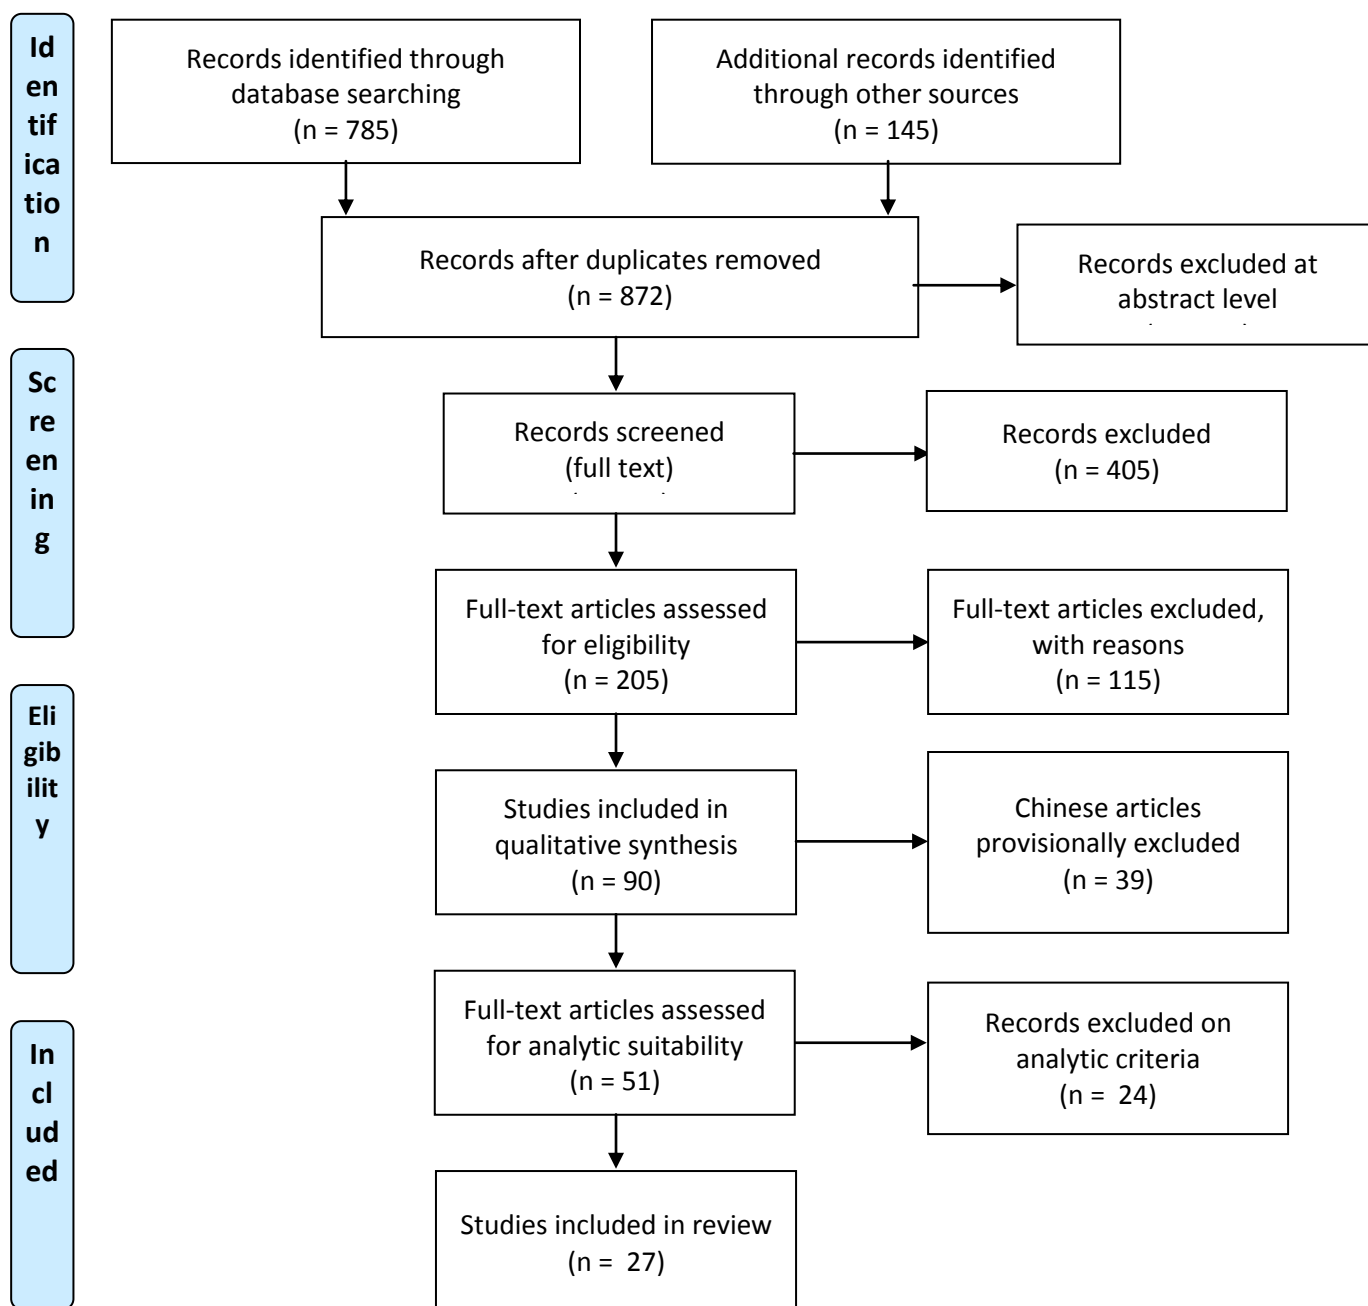 Id
en
tif
ica
tio
n
Records identified through
database searching
(n = 785)
Additional records identified
through other sources
(n = 145)
Records after duplicates removed
(n = 872)
Records excluded at
abstract level
Sc
re
en
in
g
Records screened
(full text)
Records excluded
(n = 405)
Full-text articles assessed
for eligibility
(n = 205)
Full-text articles excluded,
with reasons
(n = 115)
Eli
gib
ilit
y
Studies included in
qualitative synthesis
(n = 90)
Chinese articles
provisionally excluded
(n = 39)
Full-text articles assessed
for analytic suitability
(n = 51)
Records excluded on
analytic criteria
(n =  24)
In
cl
ud
ed
Studies included in review
(n =  27)